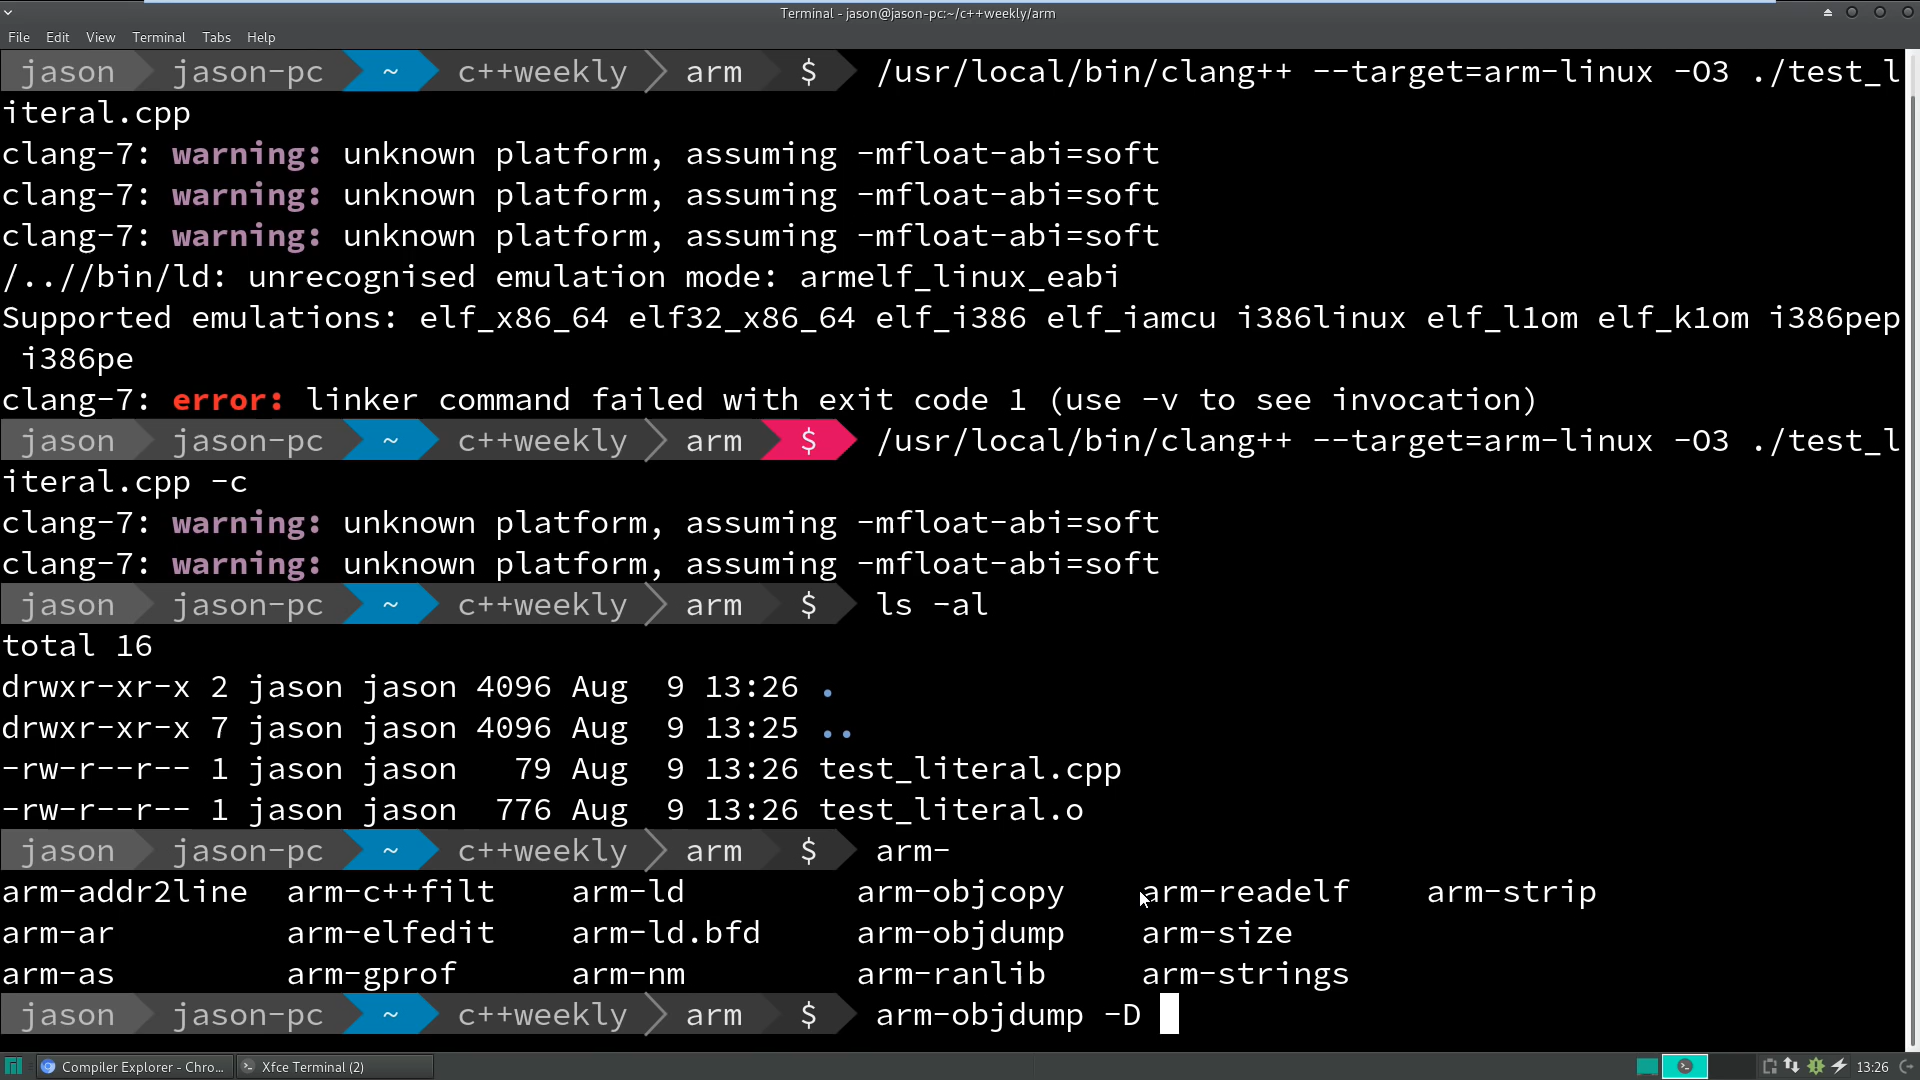 Terminal - jason@jason-pc:~/c++weekly/arm
File Edit View Terminal Tabs Help
jason jason-pc ~ c++weekly arm $ /usr/local/bin/clang++ --target=arm-linux -O3 ./test_l
iteral.cpp
clang-7: warning: unknown platform, assuming -mfloat-abi=soft
clang-7: warning: unknown platform, assuming -mfloat-abi=soft
clang-7: warning: unknown platform, assuming -mfloat-abi=soft
/..//bin/ld: unrecognised emulation mode: armelf_linux_eabi
Supported emulations: elf_x86_64 elf32_x86_64 elf_i386 elf_iamcu i386linux elf_l1om elf_k1om i386pep
 i386pe
clang-7: error: linker command failed with exit code 1 (use -v to see invocation)
jason jason-pc ~ c++weekly arm $ /usr/local/bin/clang++ --target=arm-linux -O3 ./test_l
iteral.cpp -c
clang-7: warning: unknown platform, assuming -mfloat-abi=soft
clang-7: warning: unknown platform, assuming -mfloat-abi=soft
jason jason-pc ~ c++weekly arm $ ls -al
total 16
drwxr-xr-x 2 jason jason 4096 Aug  9 13:26 .
drwxr-xr-x 7 jason jason 4096 Aug  9 13:25 ..
-rw-r--r-- 1 jason jason   79 Aug  9 13:26 test_literal.cpp
-rw-r--r-- 1 jason jason  776 Aug  9 13:26 test_literal.o
jason jason-pc ~ c++weekly arm $ arm-
arm-addr2line  arm-c++filt    arm-ld         arm-objcopy    arm-readelf    arm-strip
arm-ar         arm-elfedit    arm-ld.bfd     arm-objdump    arm-size
arm-as         arm-gprof      arm-nm         arm-ranlib     arm-strings
jason jason-pc ~ c++weekly arm $ arm-objdump -D
Compiler Explorer - Chro... Xfce Terminal (2) 13:26